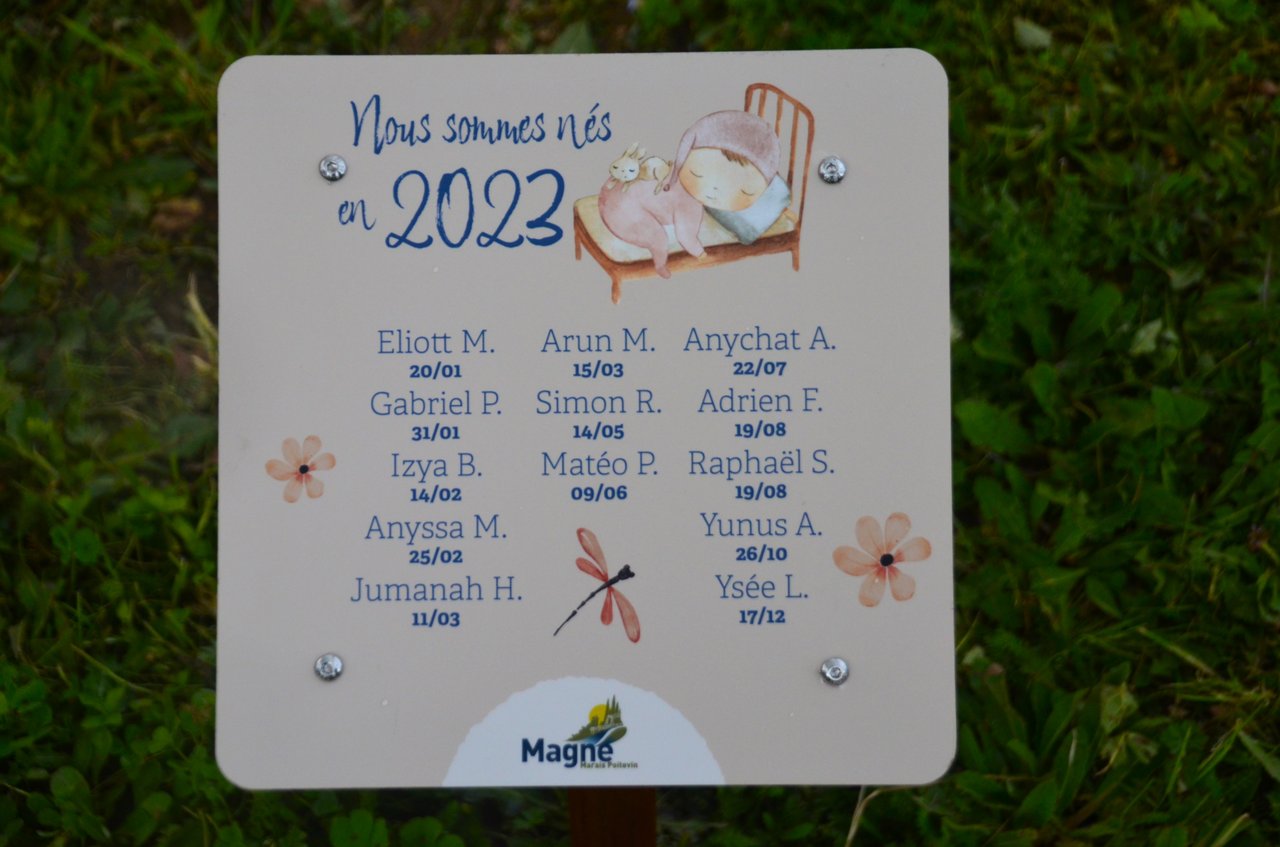 Nous sommes nés
en 2023
Eliott M.
20/01
Gabriel P.
31/01
Izya B.
14/02
Anyssa M.
25/02
Jumanah H.
11/03
Arun M.
15/03
Simon R.
14/05
Matéo P.
09/06
Anychat A.
22/07
Adrien F.
19/08
Raphaël S.
19/08
Yunus A.
26/10
Ysée L.
17/12
Magné
Marais Poitevin